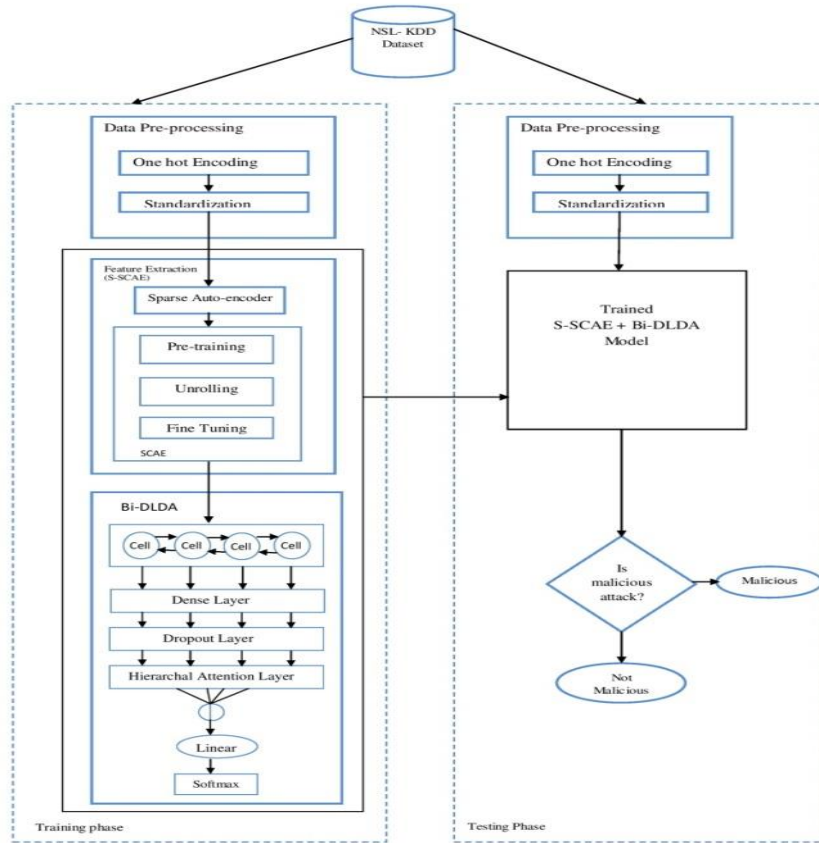 NSL- KDD
Dataset
Data Pre-processing
One hot Encoding
Standardization
Feature Extraction
(S-SCAE)
Sparse Auto-encoder
Pre-training
Unrolling
Fine Tuning
SCAE
Bi-DLDA
Cell Cell Cell Cell
Dense Layer
Dropout Layer
Hierarchal Attention Layer
Linear
Softmax
Training phase
Data Pre-processing
One hot Encoding
Standardization
Trained
S-SCAE + Bi-DLDA
Model
Is
malicious
attack?
Malicious
Not
Malicious
Testing Phase